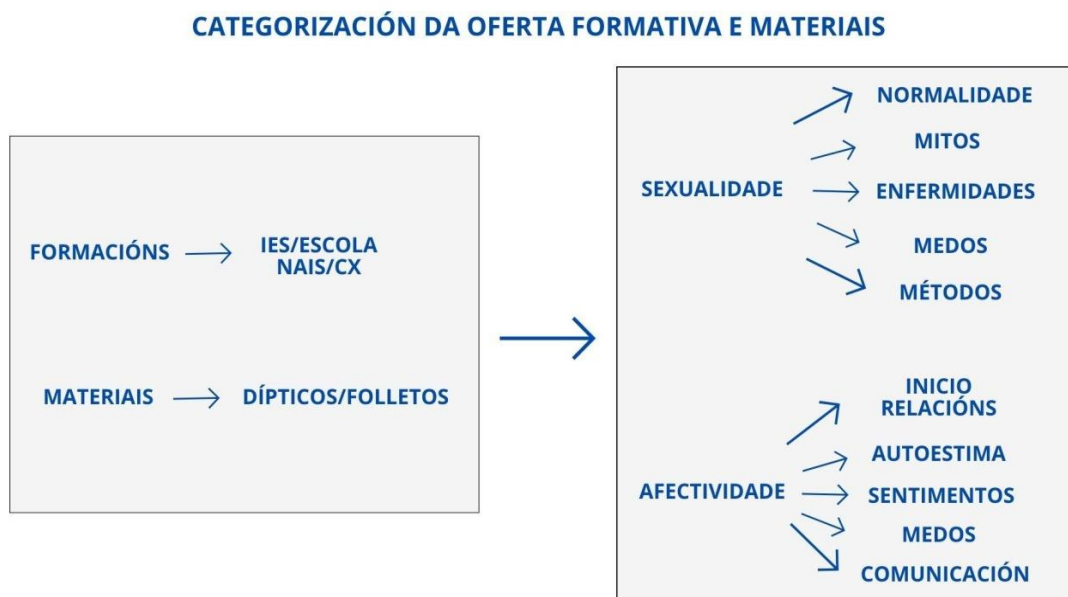 CATEGORIZACIÓN DA OFERTA FORMATIVA E MATERIAIS
FORMACIÓNS
IES/ESCOLA
NAIS/CX
MATERIAIS
DÍPTICOS/FOLLETOS
SEXUALIDADE
NORMALIDADE
MITOS
ENFERMIDADES
MEDOS
MÉTODOS
AFECTIVIDADE
INICIO
RELACIÓNS
AUTOESTIMA
SENTIMENTOS
MEDOS
COMUNICACIÓN